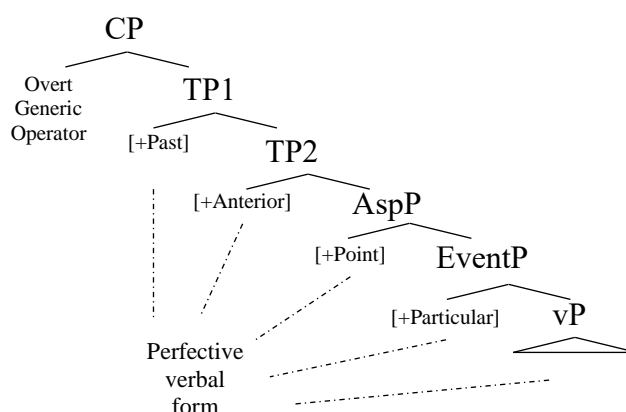 CP
Overt
Generic
Operator
TP1
[+Past]
TP2
[+Anterior]
AspP
[+Point]
EventP
[+Particular]
vP
Perfective
verbal
form